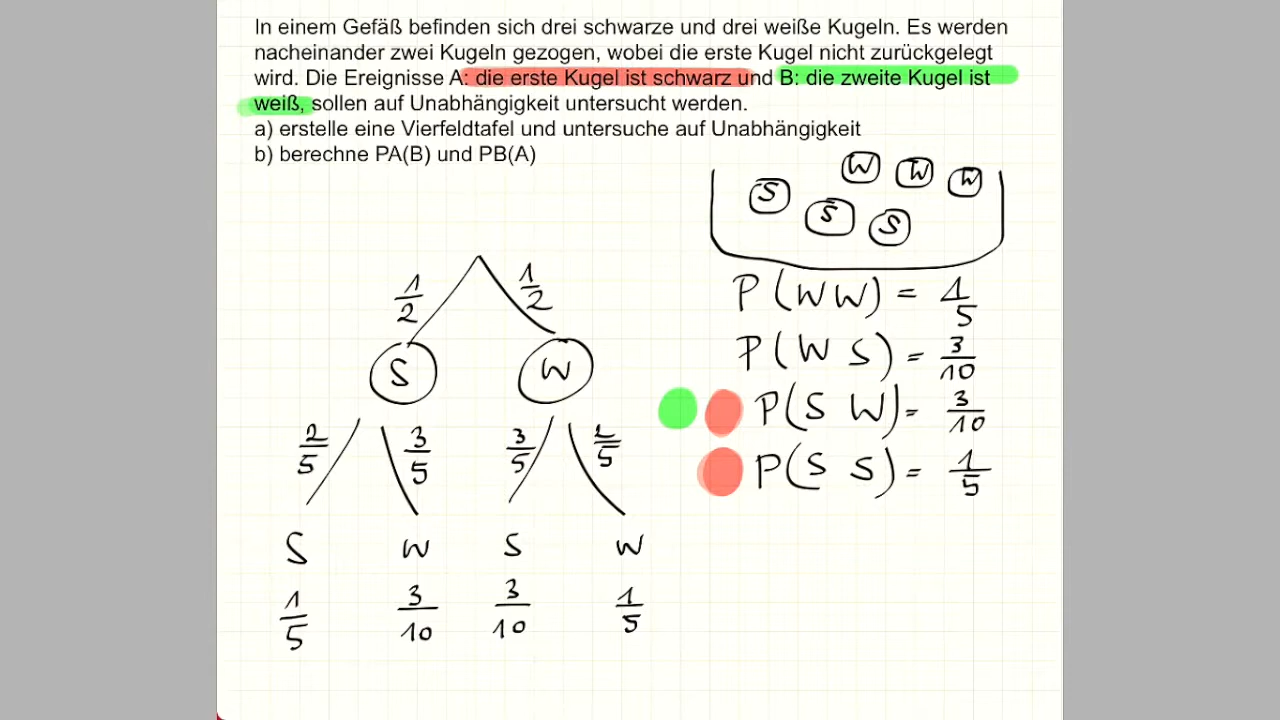 In einem Gefäß befinden sich drei schwarze und drei weiße Kugeln. Es werden
nacheinander zwei Kugeln gezogen, wobei die erste Kugel nicht zurückgelegt
wird. Die Ereignisse A: die erste Kugel ist schwarz und B: die zweite Kugel ist
weiß, sollen auf Unabhängigkeit untersucht werden.
a) erstelle eine Vierfeldtafel und untersuche auf Unabhängigkeit
b) berechne PA(B) und PB(A)
W W W
S S S
1/2 1/2
S W
2/5 3/5 3/5 2/5
S W S W
1/5 3/10 3/10 1/5
P(WW) = 1/5
P(W S) = 3/10
P(S W) = 3/10
P(S S) = 1/5